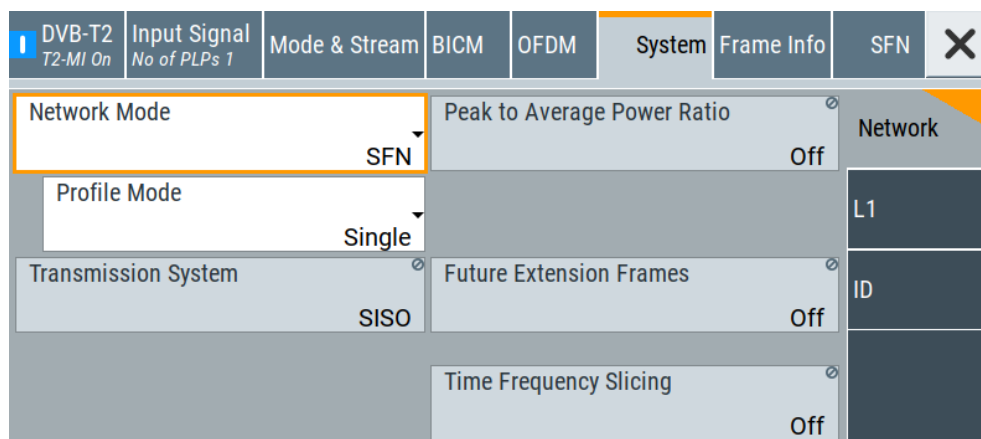 DVB-T2
T2-MI On
Input Signal
No of PLPs 1
Mode & Stream
BICM
OFDM
System
Frame Info
SFN
Network Mode
SFN
Peak to Average Power Ratio
Off
Network
Profile Mode
Single
L1
Transmission System
SISO
Future Extension Frames
Off
ID
Time Frequency Slicing
Off